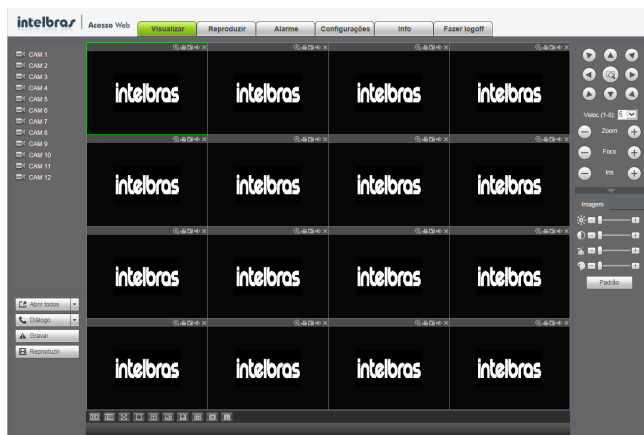 intelbras Acesso Web Visualizar Reproduzir Alarme Configurações Info Fazer logoff
CAM 1
CAM 2
CAM 3
CAM 4
CAM 5
CAM 6
CAM 7
CAM 8
CAM 9
CAM 10
CAM 11
CAM 12
Abrir todos
Diálogo
Gravar
Reproduzir
intelbras intelbras intelbras intelbras
intelbras intelbras intelbras intelbras
intelbras intelbras intelbras intelbras
intelbras intelbras intelbras intelbras
Veloc.(1-8): 5
Zoom
Foco
Iris
Imagem
Padrão